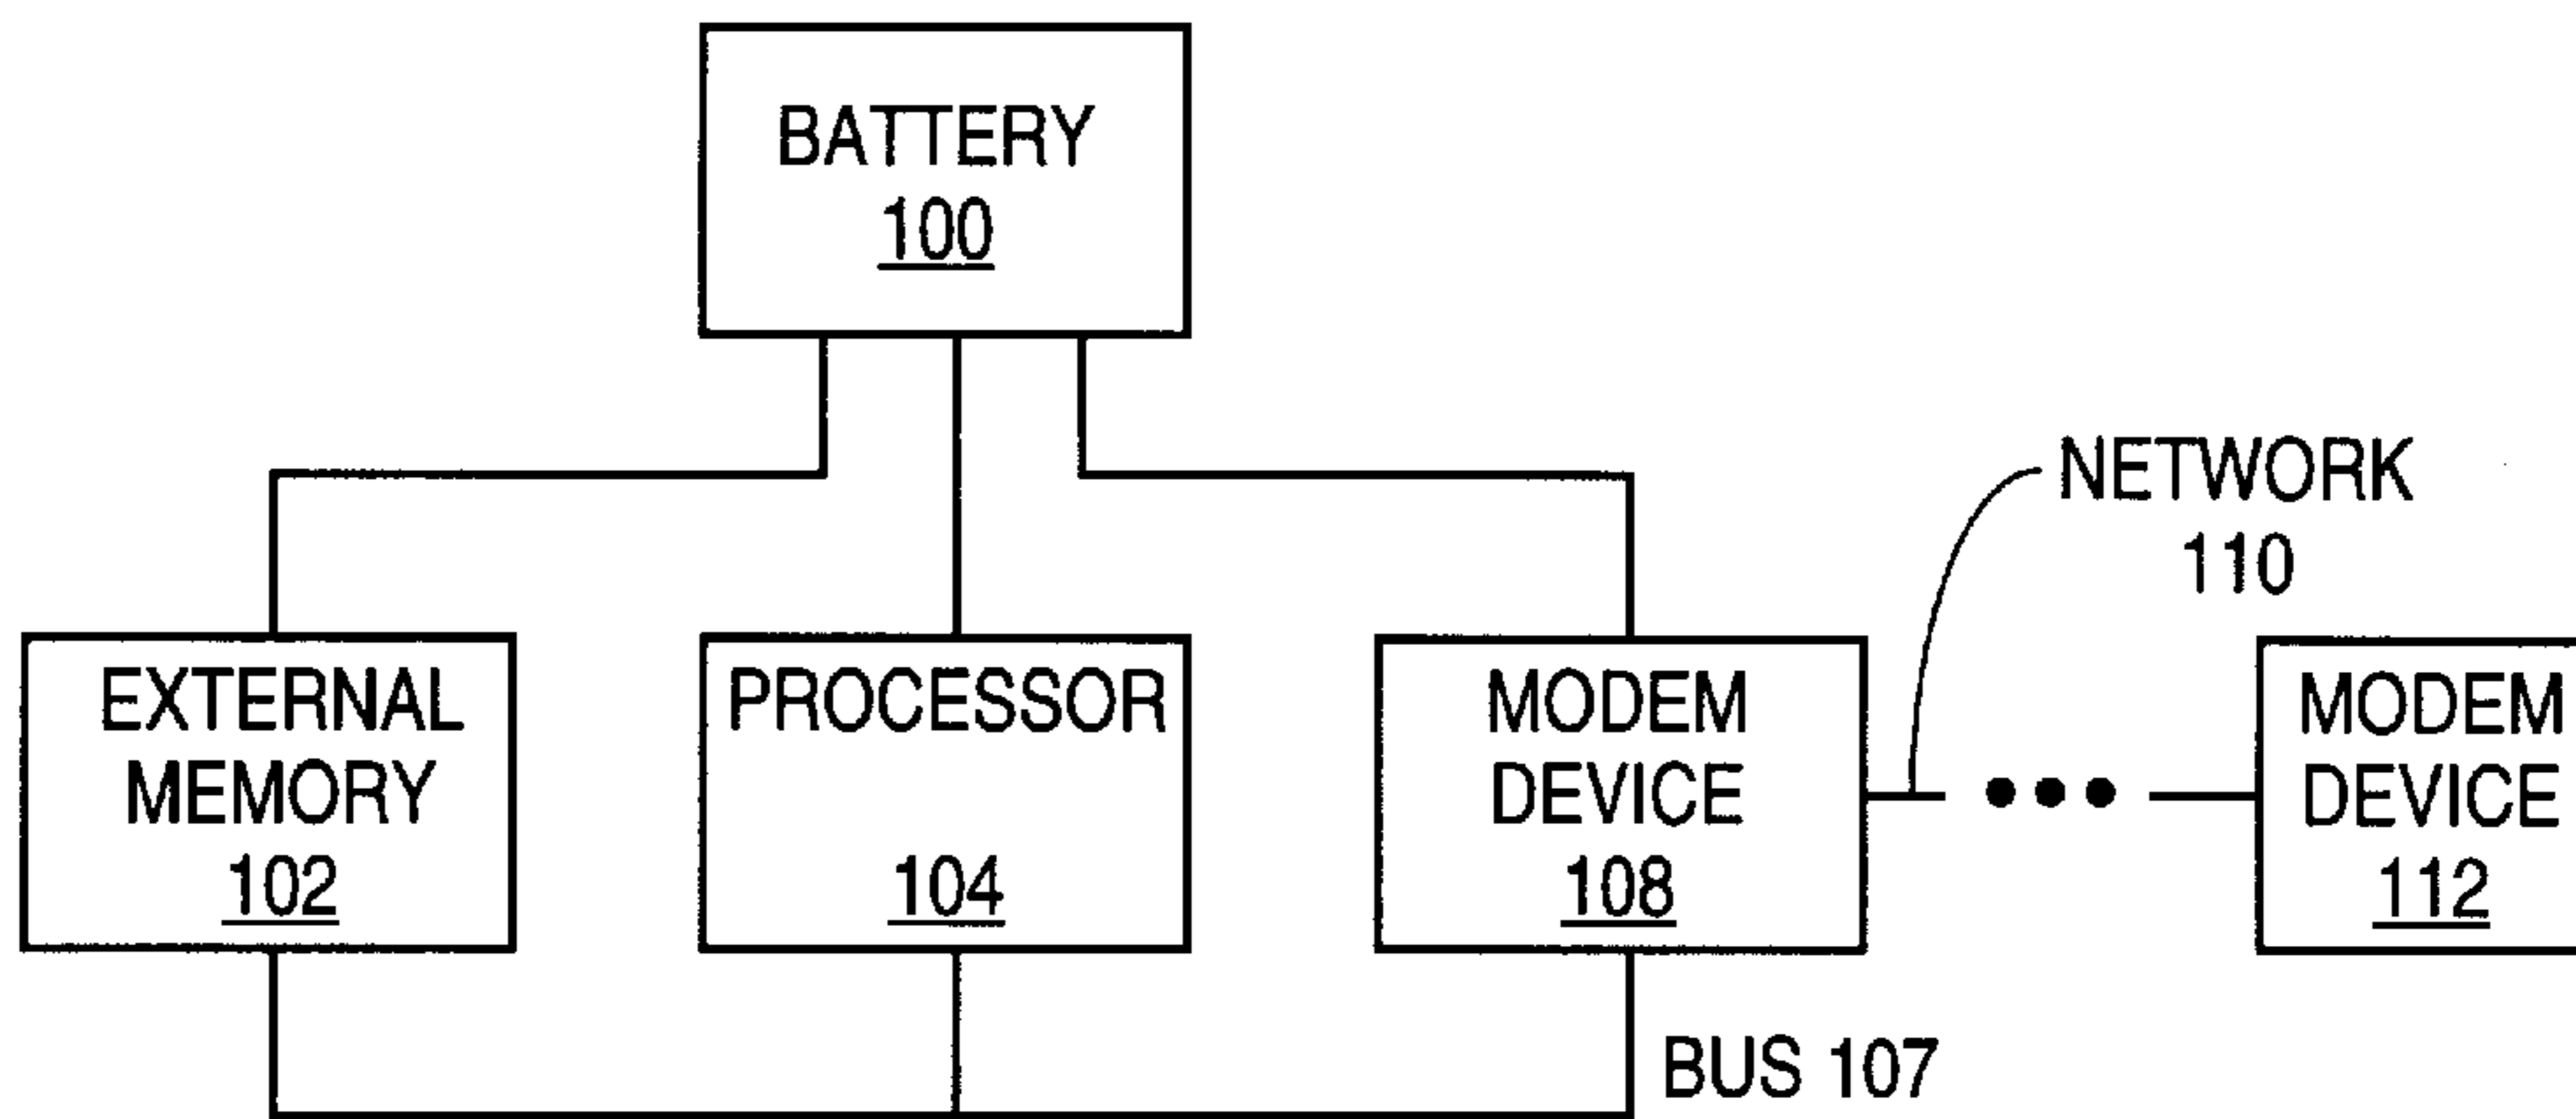 BATTERY
100
NETWORK
110
EXTERNAL
MEMORY
102
PROCESSOR
104
MODEM
DEVICE
108
MODEM
DEVICE
112
BUS 107